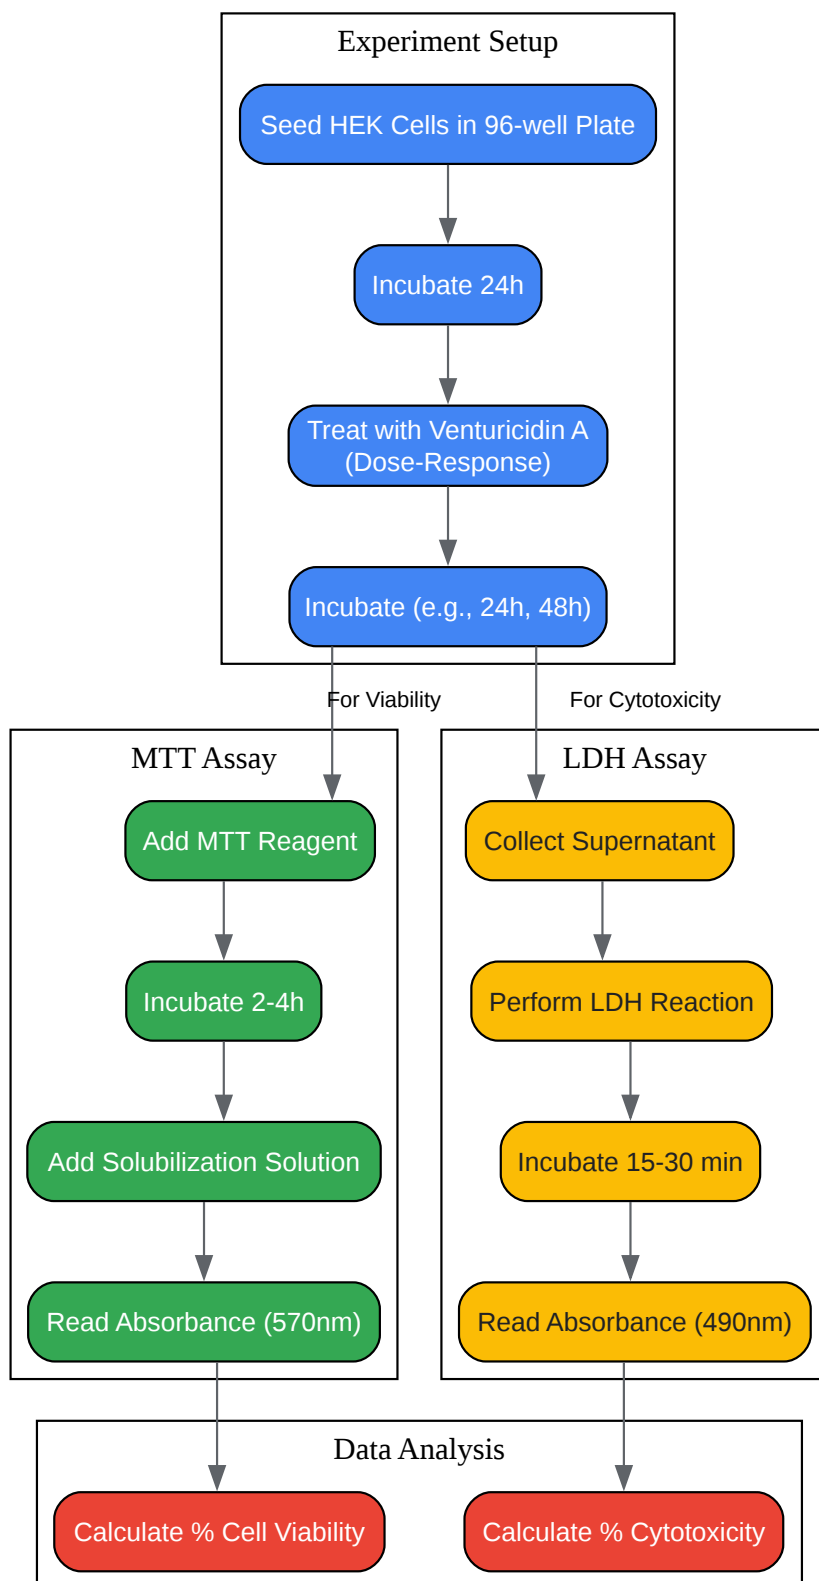 Experiment Setup
Seed HEK Cells in 96-well Plate
Incubate 24h
Treat with Venturicidin A
(Dose-Response)
Incubate (e.g., 24h, 48h)
For Viability
For Cytotoxicity
MTT Assay
Add MTT Reagent
Incubate 2-4h
Add Solubilization Solution
Read Absorbance (570nm)
LDH Assay
Collect Supernatant
Perform LDH Reaction
Incubate 15-30 min
Read Absorbance (490nm)
Data Analysis
Calculate % Cell Viability
Calculate % Cytotoxicity